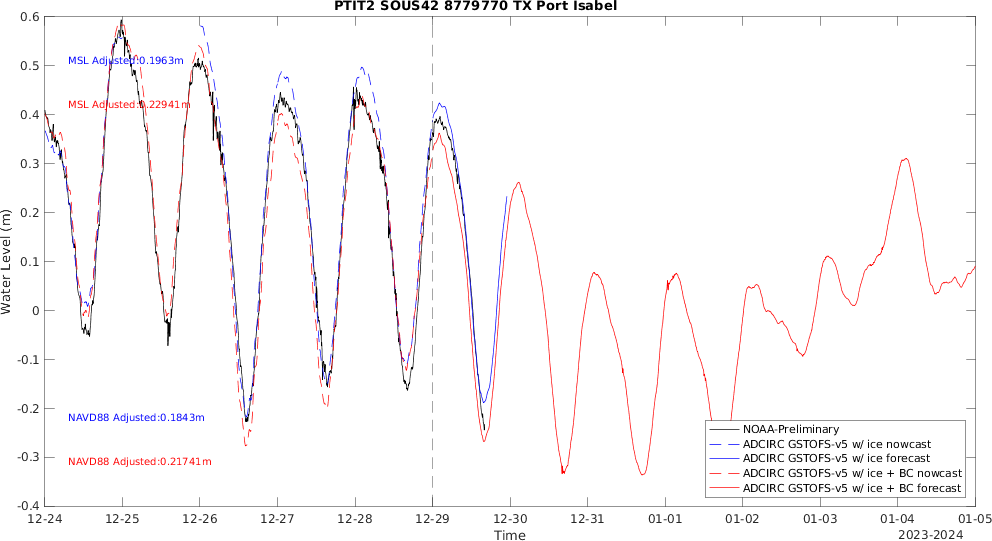 PTIT2 SOUS42 8779770 TX Port Isabel
0.6
0.5
0.4
0.3
0.2
0.1
0
-0.1
-0.2
-0.3
-0.4
Water Level (m)
MSL Adjusted:0.1963m
MSL Adjusted:0.22941m
NAVD88 Adjusted:0.1843m
NAVD88 Adjusted:0.21741m
NOAA-Preliminary
ADCIRC GSTOFS-v5 w/ ice nowcast
ADCIRC GSTOFS-v5 w/ ice forecast
ADCIRC GSTOFS-v5 w/ ice + BC nowcast
ADCIRC GSTOFS-v5 w/ ice + BC forecast
12-24 12-25 12-26 12-27 12-28 12-29 12-30 12-31 01-01 01-02 01-03 01-04 01-05
Time
2023-2024